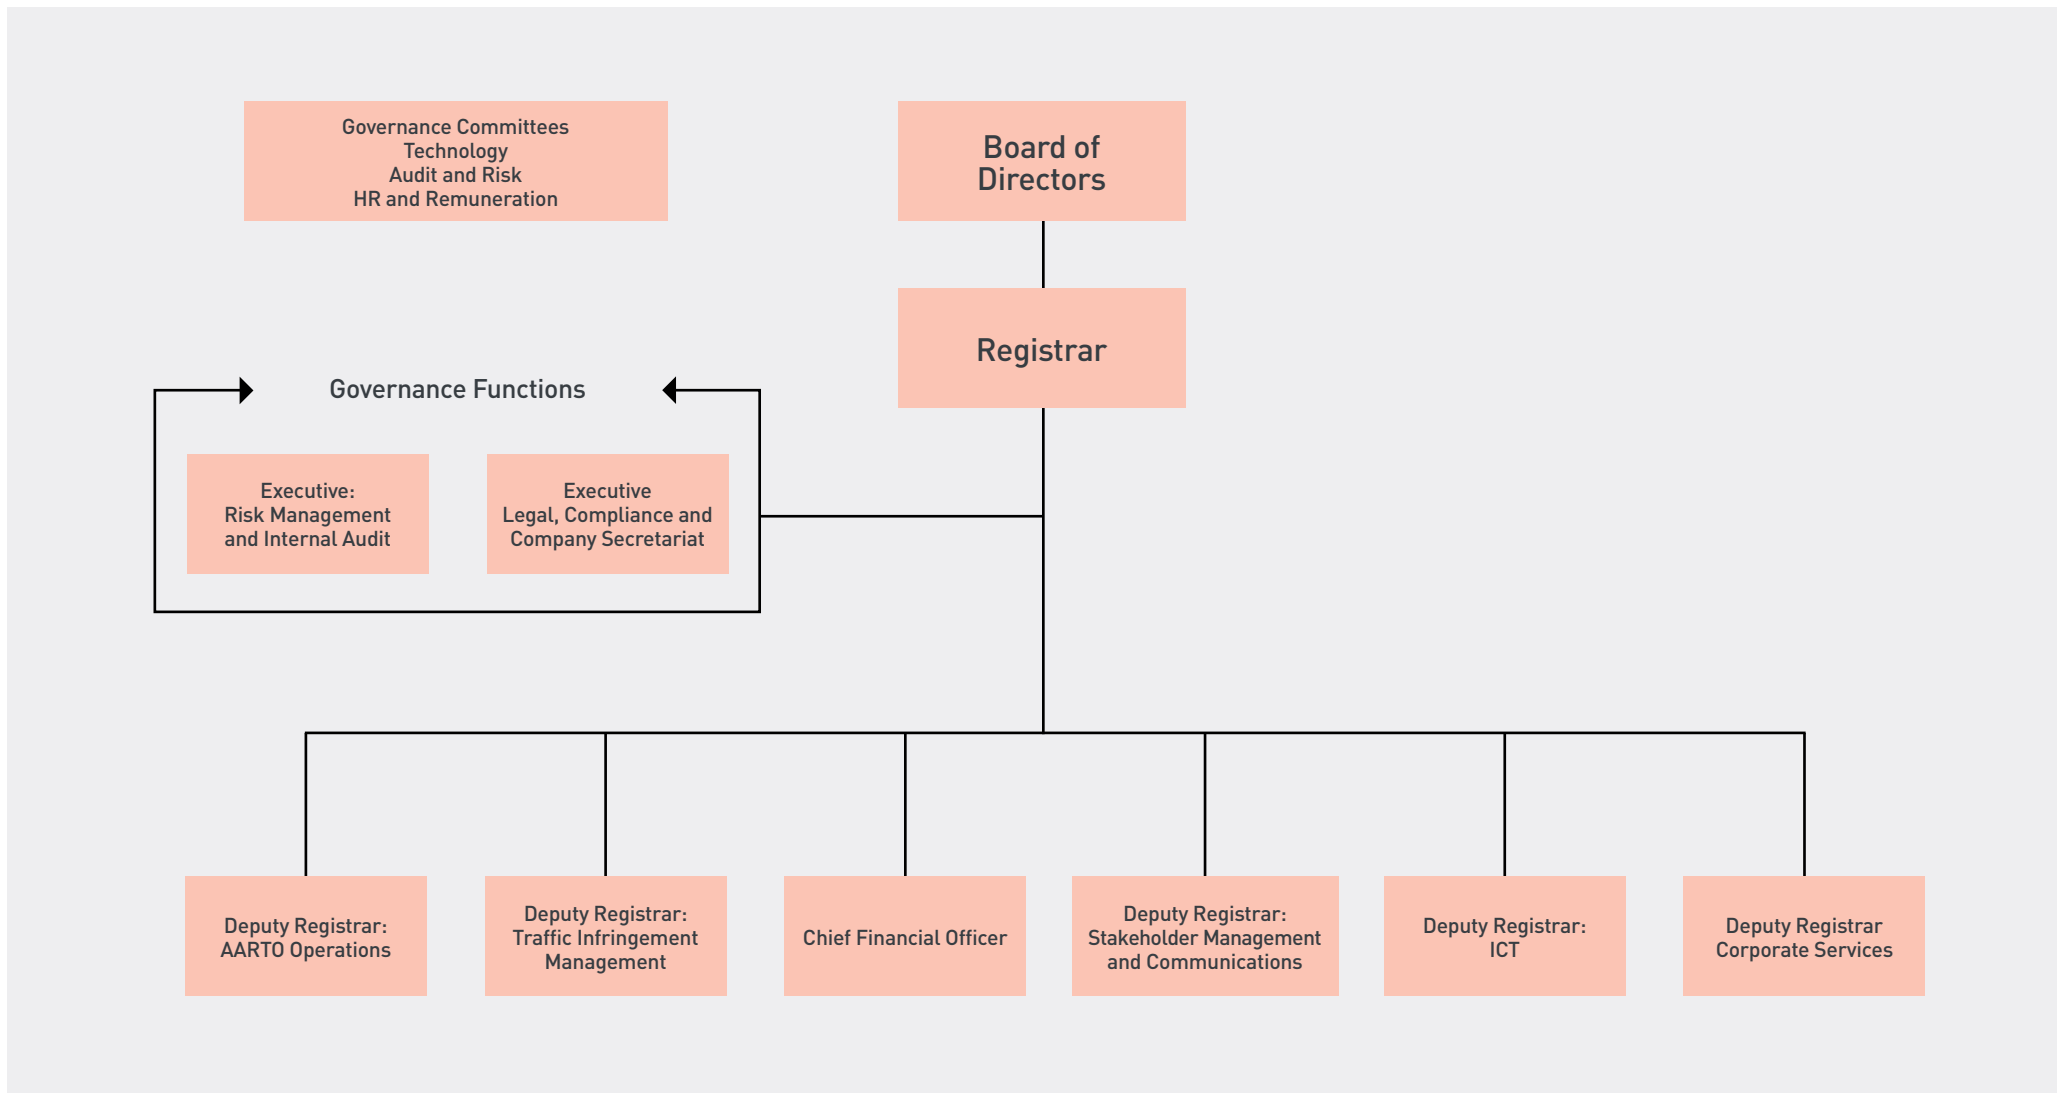 Governance Committees
Technology
Audit and Risk
HR and Remuneration
Board of
Directors
Registrar
Governance Functions
Executive:
Risk Management
and Internal Audit
Executive
Legal, Compliance and
Company Secretariat
Deputy Registrar:
AARTO Operations
Deputy Registrar:
Traffic Infringement
Management
Chief Financial Officer
Deputy Registrar:
Stakeholder Management
and Communications
Deputy Registrar:
ICT
Deputy Registrar
Corporate Services